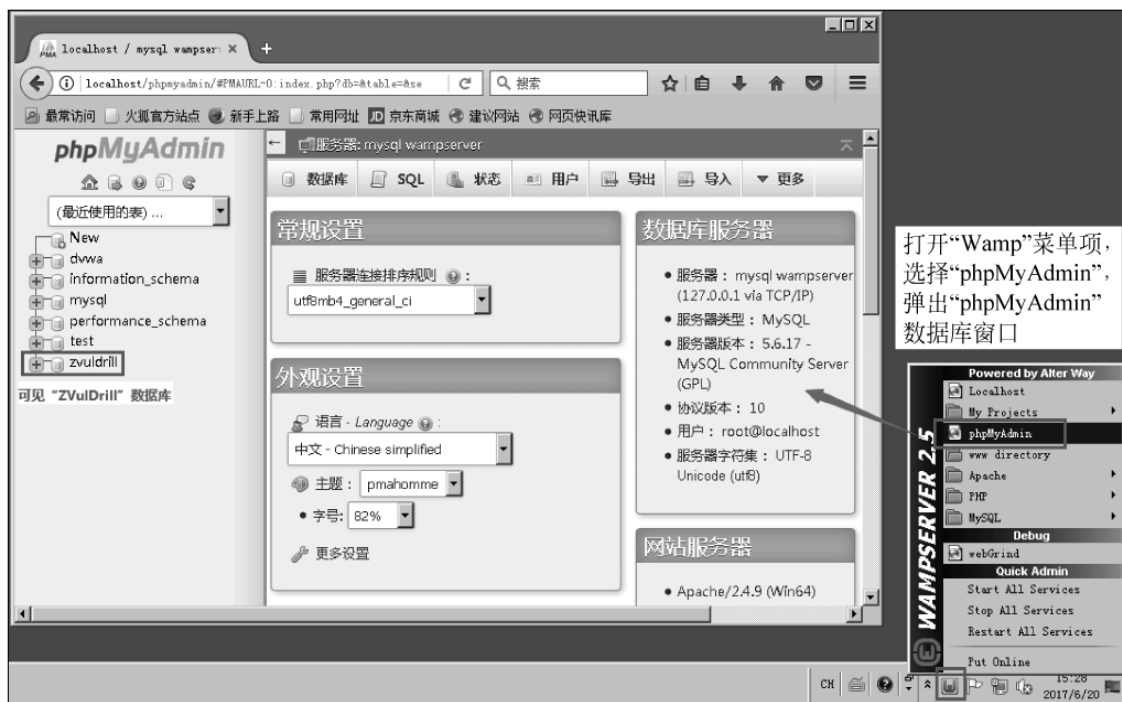 localhost / mysql wampser
localhost/phpmyadmin/#PMAURL-0:index.php?db=&table=&se
搜索
最常访问 火狐官方站点 新手上路 常用网址 JD 京东商城 建议网站 网页快讯库
phpMyAdmin
(最近使用的表) ...
New
dvwa
information_schema
mysql
performance_schema
test
zvuldrill
可见 “ZVulDrill” 数据库
服务器: mysql wampserver
数据库 SQL 状态 用户 导出 导入 更多
常规设置
服务器连接排序规则 :
utf8mb4_general_ci
外观设置
语言 - Language :
中文 - Chinese simplified
主题 : pmahomme
字号: 82%
更多设置
数据库服务器
服务器 : mysql wampserver
(127.0.0.1 via TCP/IP)
服务器类型 : MySQL
服务器版本 : 5.6.17 -
MySQL Community Server
(GPL)
协议版本 : 10
用户 : root@localhost
服务器字符集 : UTF-8
Unicode (utf8)
网站服务器
Apache/2.4.9 (Win64)
打开“Wamp”菜单项,
选择“phpMyAdmin”,
弹出“phpMyAdmin”
数据库窗口
WAMPSERVER 2.5
Powered by Alter Way
Localhost
My Projects
phpMyAdmin
www directory
Apache
PHP
MySQL
Debug
webGrind
Quick Admin
Start All Services
Stop All Services
Restart All Services
Put Online
CH
15:28
2017/6/20